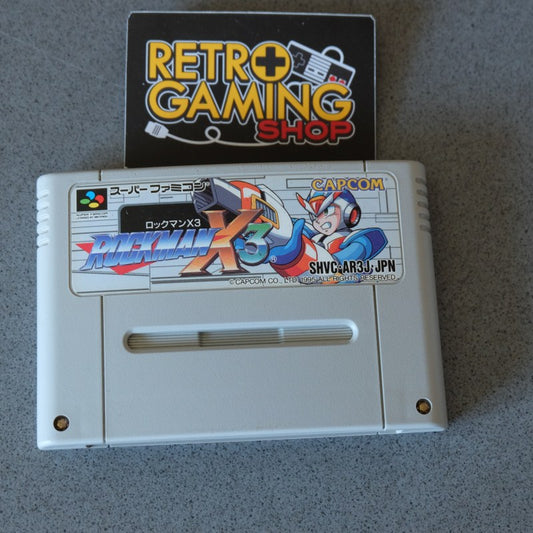 RETRO
GAMING
SHOP
スーパーファミコン
CAPCOM
ロックマンX3
ROCKMAN X3®
SHVC-AR3J-JPN
© CAPCOM CO., LTD. 1995 ALL RIGHTS RESERVED